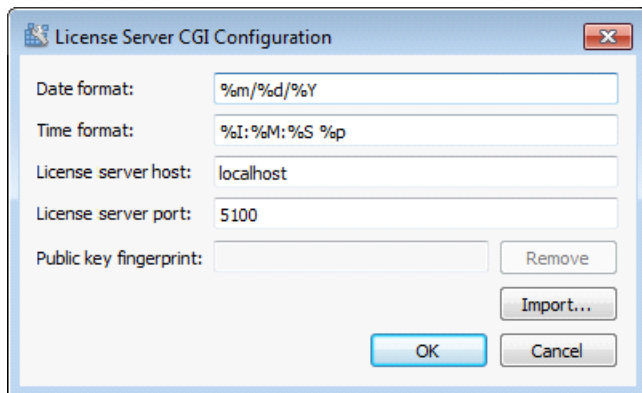 License Server CGI Configuration
Date format: %m/%d/%Y
Time format: %I:%M:%S %p
License server host: localhost
License server port: 5100
Public key fingerprint: Remove
Import...
OK Cancel